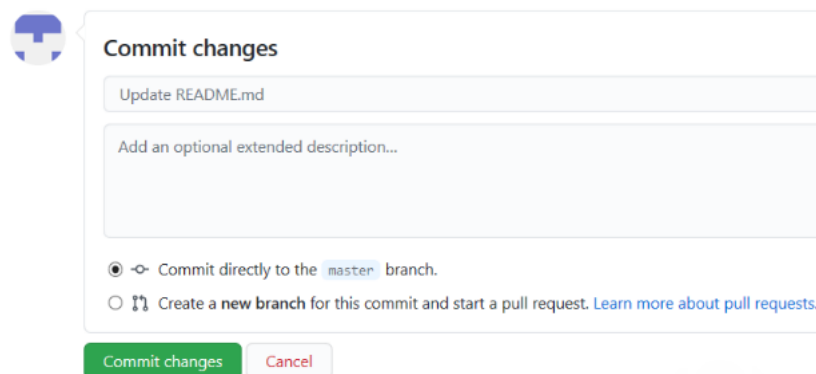 Commit changes
Update README.md
Add an optional extended description...
Commit directly to the master branch.
Create a new branch for this commit and start a pull request. Learn more about pull requests.
Commit changes Cancel